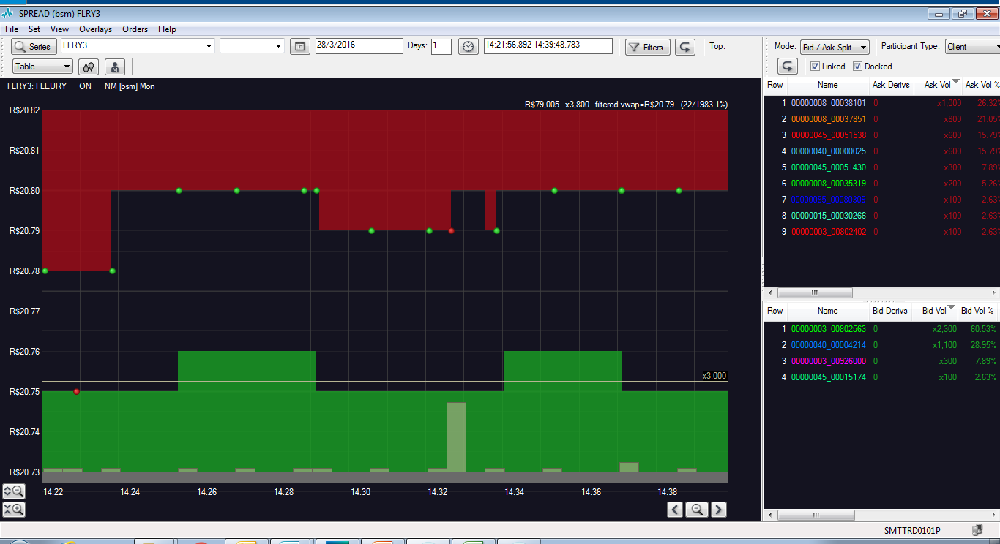 SPREAD (bsm) FLRY3
File Set View Overlays Orders Help
Series FLRY3 28/3/2016 Days: 1 14:21:56.892 14:39:48.783 Filters Top:
Table
FLRY3: FLEURY ON NM [bsm] Mon
R$79,005 x3,800 filtered vwap=R$20.79 (22/1983 1%)
R$20.82
R$20.81
R$20.80
R$20.79
R$20.78
R$20.77
R$20.76
x3,000
R$20.75
R$20.74
R$20.73
14:22 14:24 14:26 14:28 14:30 14:32 14:34 14:36 14:38
Mode: Bid / Ask Split Participant Type: Client
Linked Docked
Row Name Ask Derivs Ask Vol Ask Vol %
1 00000008_00038101 0 x1,000 26.32%
2 00000008_00037851 0 x800 21.05%
3 00000045_00051538 0 x600 15.79%
4 00000040_00000025 0 x600 15.79%
5 00000045_00051430 0 x300 7.89%
6 00000008_00035319 0 x200 5.26%
7 0 x100 2.63%
8 00000015_00030266 0 x100 2.63%
9 00000003_00802402 0 x100 2.63%
Row Name Bid Derivs Bid Vol Bid Vol %
1 00000003_00802563 0 x2,300 60.53%
2 00000040_00004214 0 x1,100 28.95%
3 00000003_00926000 0 x300 7.89%
4 00000045_00015174 0 x100 2.63%
SMTTRD0101P